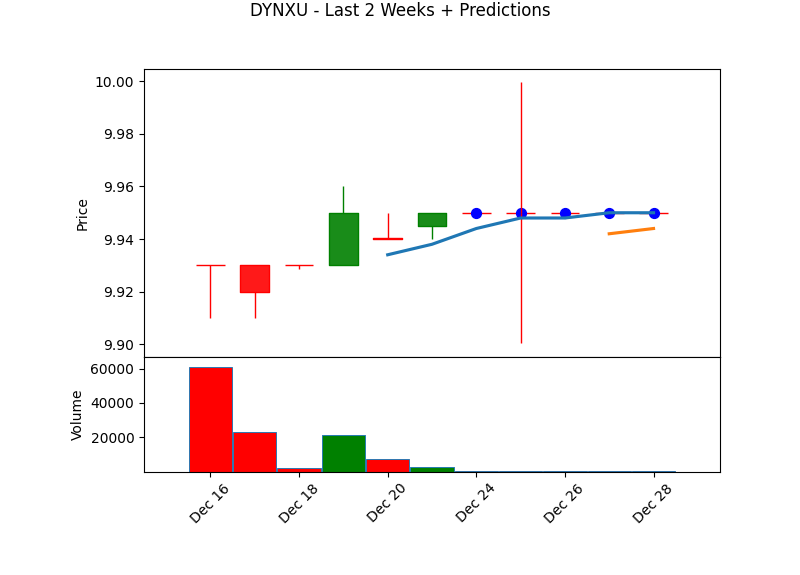 DYNXU - Last 2 Weeks + Predictions
10.00
9.98
9.96
9.94
9.92
9.90
Price
60000
40000
20000
Volume
Dec 16
Dec 18
Dec 20
Dec 24
Dec 26
Dec 28